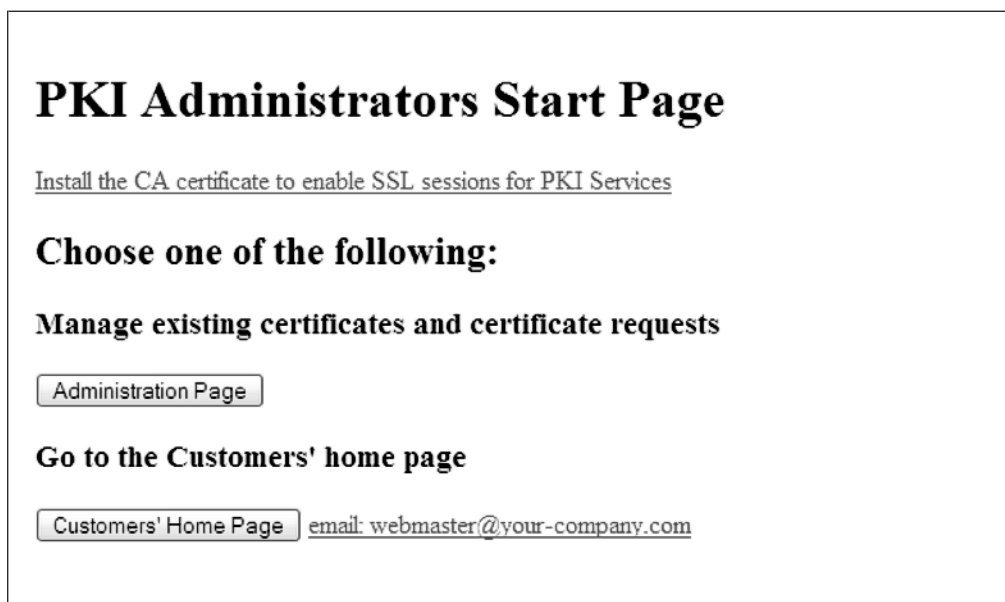 PKI Administrators Start Page
Install the CA certificate to enable SSL sessions for PKI Services
Choose one of the following:
Manage existing certificates and certificate requests
Administration Page
Go to the Customers' home page
Customers' Home Page email: webmaster@your-company.com